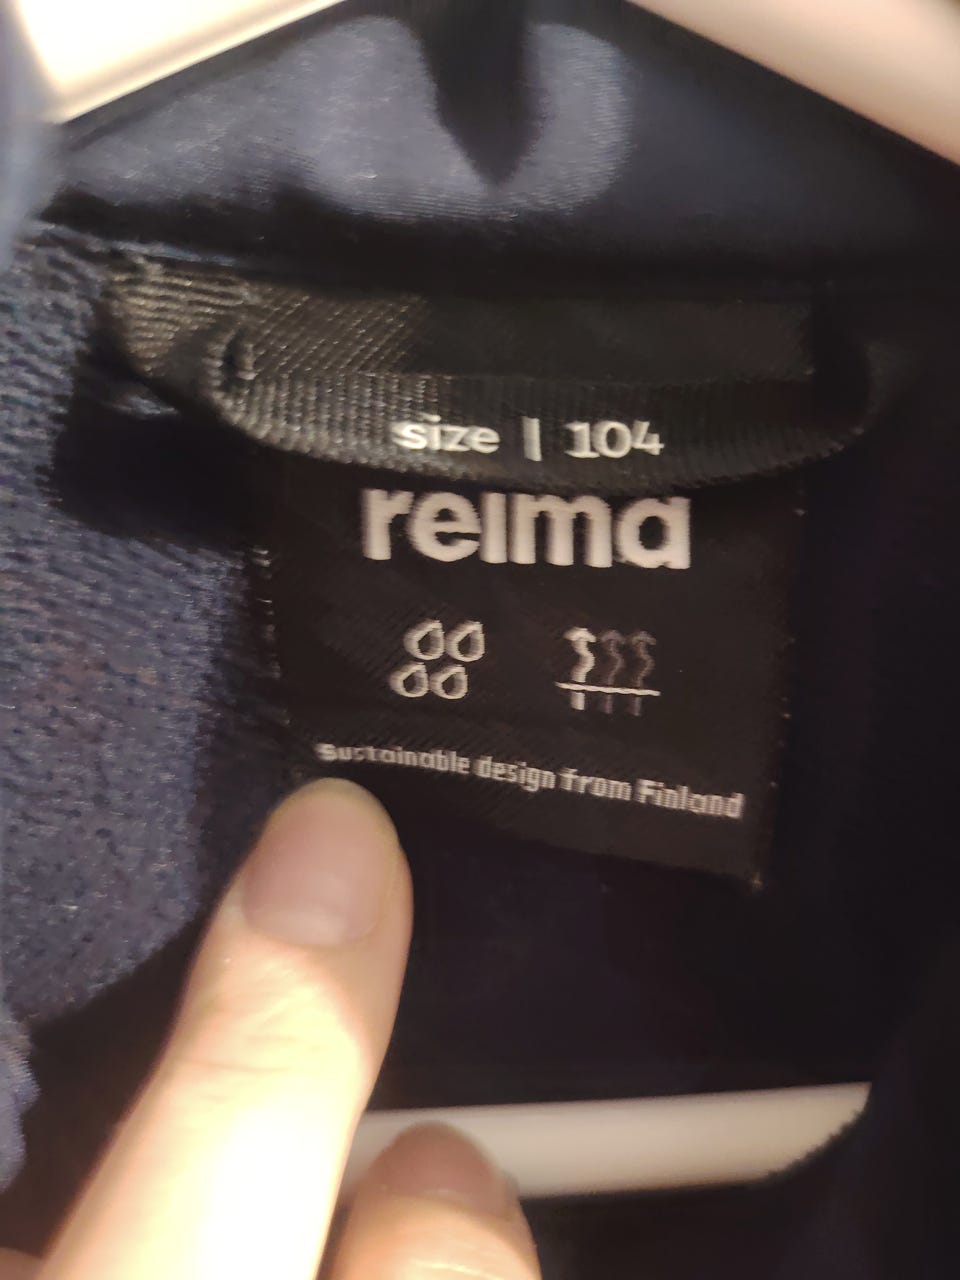 size | 104
reima
Sustainable design from Finland